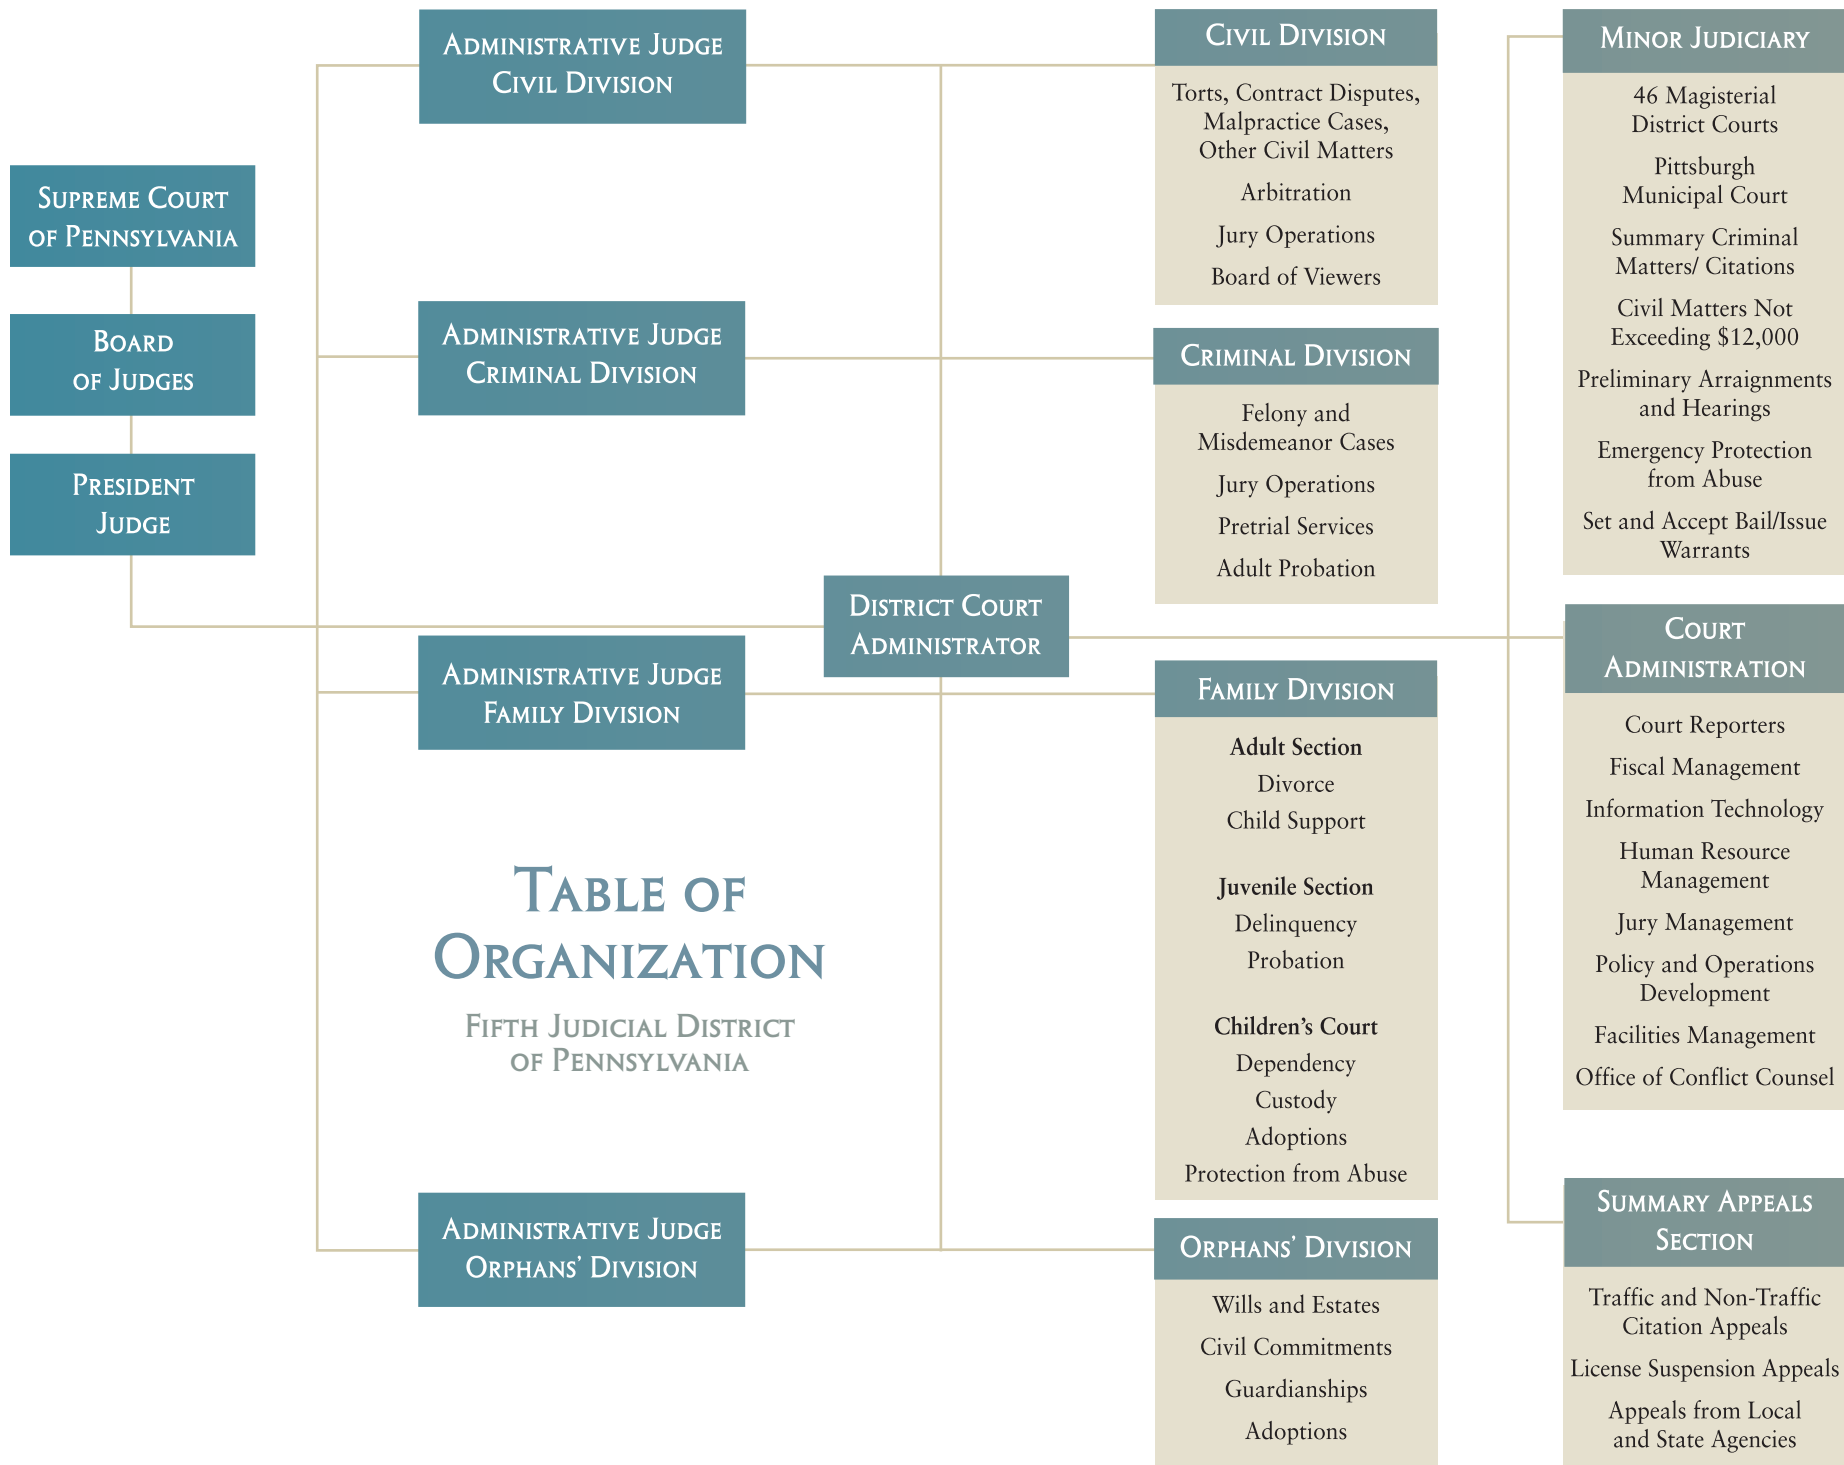 SUPREME COURT
OF PENNSYLVANIA
BOARD
OF JUDGES
PRESIDENT
JUDGE
ADMINISTRATIVE JUDGE
CIVIL DIVISION
ADMINISTRATIVE JUDGE
CRIMINAL DIVISION
ADMINISTRATIVE JUDGE
FAMILY DIVISION
TABLE OF
ORGANIZATION
FIFTH JUDICIAL DISTRICT
OF PENNSYLVANIA
ADMINISTRATIVE JUDGE
ORPHANS’ DIVISION
DISTRICT COURT
ADMINISTRATOR
CIVIL DIVISION
Torts, Contract Disputes,
Malpractice Cases,
Other Civil Matters
Arbitration
Jury Operations
Board of Viewers
CRIMINAL DIVISION
Felony and
Misdemeanor Cases
Jury Operations
Pretrial Services
Adult Probation
FAMILY DIVISION
Adult Section
Divorce
Child Support
Juvenile Section
Delinquency
Probation
Children’s Court
Dependency
Custody
Adoptions
Protection from Abuse
ORPHANS’ DIVISION
Wills and Estates
Civil Commitments
Guardianships
Adoptions
MINOR JUDICIARY
46 Magisterial
District Courts
Pittsburgh
Municipal Court
Summary Criminal
Matters/ Citations
Civil Matters Not
Exceeding $12,000
Preliminary Arraignments
and Hearings
Emergency Protection
from Abuse
Set and Accept Bail/Issue
Warrants
COURT
ADMINISTRATION
Court Reporters
Fiscal Management
Information Technology
Human Resource
Management
Jury Management
Policy and Operations
Development
Facilities Management
Office of Conflict Counsel
SUMMARY APPEALS
SECTION
Traffic and Non-Traffic
Citation Appeals
License Suspension Appeals
Appeals from Local
and State Agencies